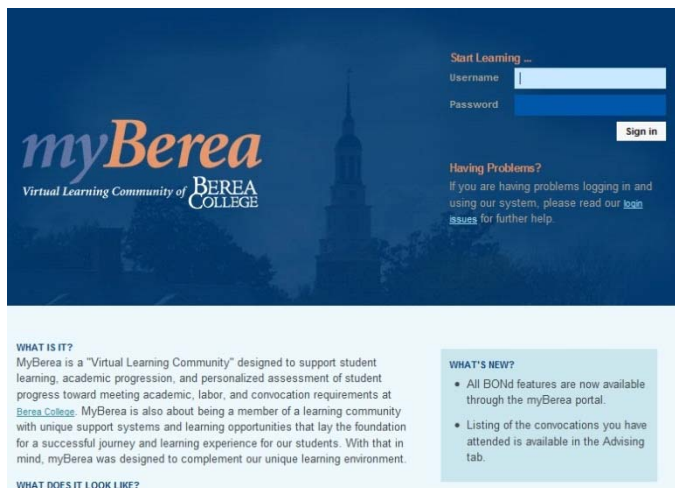 Start Learning ...
Username
Password
Sign in
myBerea
Virtual Learning Community of BEREA
COLLEGE
Having Problems?
If you are having problems logging in and
using our system, please read our login
issues for further help.
WHAT IS IT?
MyBerea is a "Virtual Learning Community" designed to support student
learning, academic progression, and personalized assessment of student
progress toward meeting academic, labor, and convocation requirements at
Berea College. MyBerea is also about being a member of a learning community
with unique support systems and learning opportunities that lay the foundation
for a successful journey and learning experience for our students. With that in
mind, myBerea was designed to complement our unique learning environment.
WHAT DOES IT LOOK LIKE?
WHAT'S NEW?
• All BONd features are now available
through the myBerea portal.
• Listing of the convocations you have
attended is available in the Advising
tab.